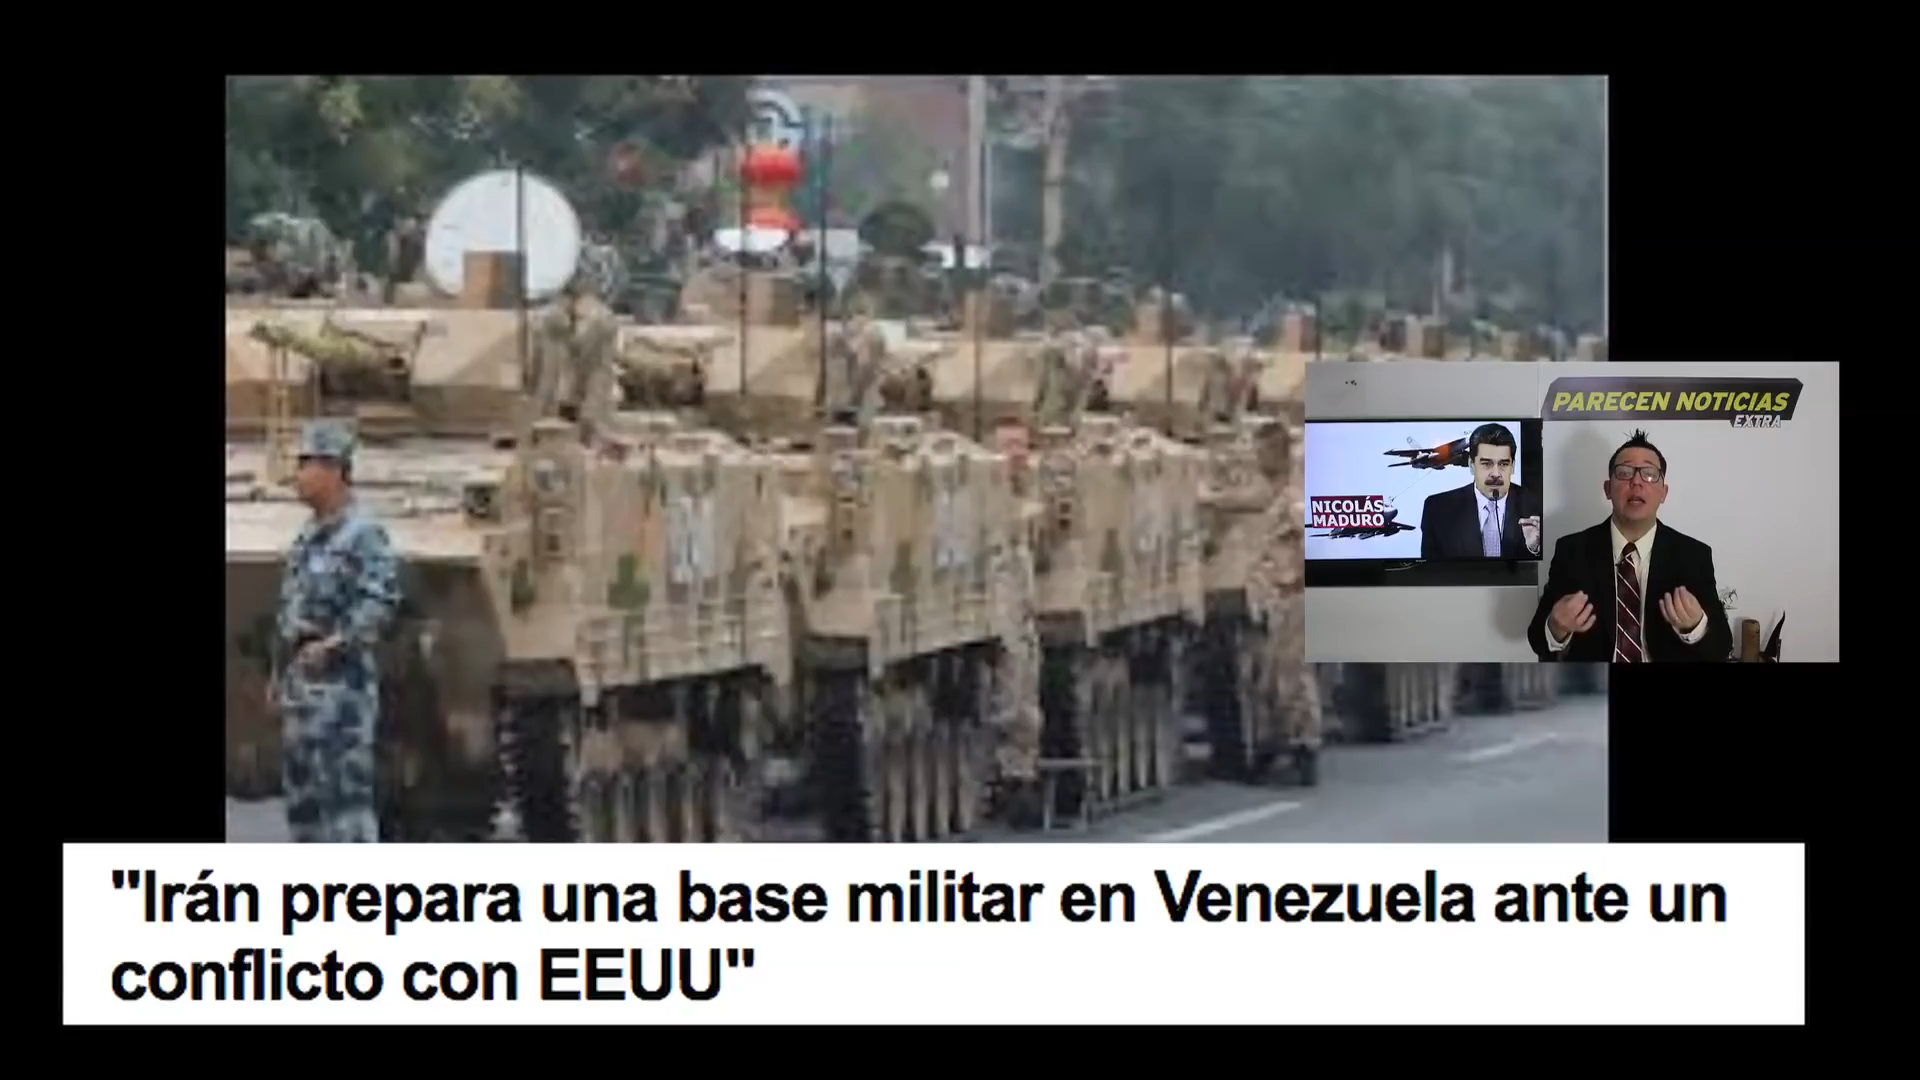 PARECEN NOTICIAS
EXTRA
NICOLÁS
MADURO
"Irán prepara una base militar en Venezuela ante un
conflicto con EEUU"